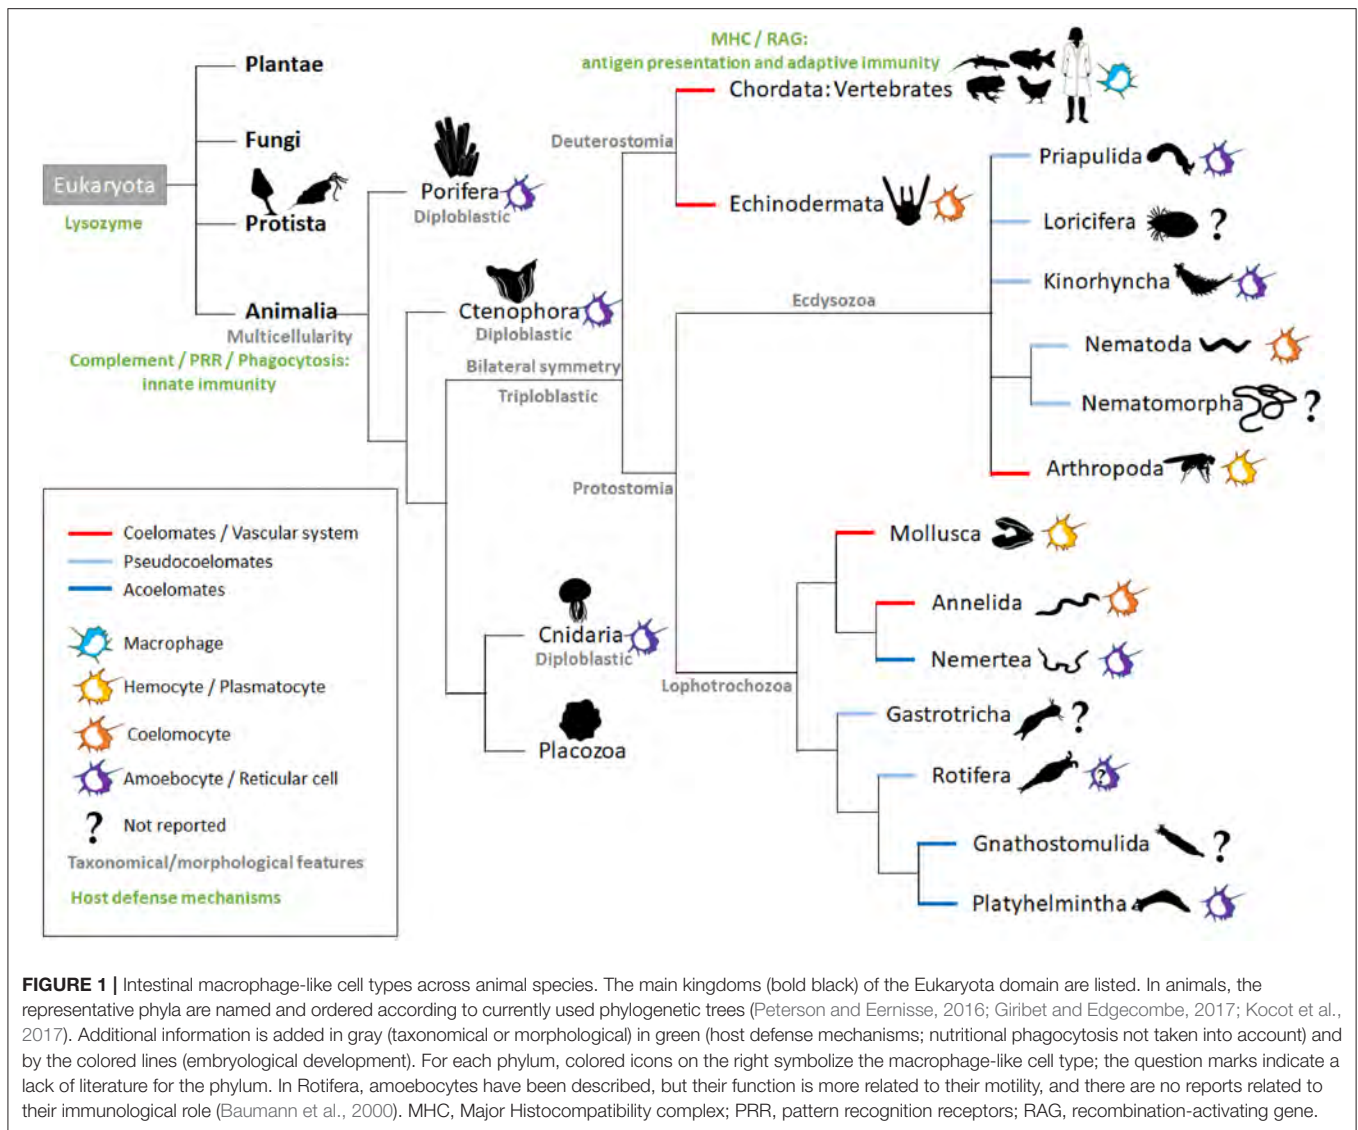 MHC / RAG:
antigen presentation and adaptive immunity
Plantae
Chordata: Vertebrates
Fungi
Deuterostomia
Priapulida
Eukaryota
Porifera
Diploblastic
Echinodermata
Lysozyme
Protista
Loricifera
?
Kinorhyncha
Ecdysozoa
Animalia
Multicellularity
Ctenophora
Diploblastic
Complement / PRR / Phagocytosis:
innate immunity
Bilateral symmetry
Triploblastic
Nematoda
Nematomorpha
?
Arthropoda
Protostomia
Coelomates / Vascular system
Pseudocoelomates
Acoelomates
Macrophage
Hemocyte / Plasmatocyte
Coelomocyte
Amoebocyte / Reticular cell
?
Not reported
Taxonomical/morphological features
Host defense mechanisms
Cnidaria
Diploblastic
Placozoa
Lophotrochozoa
Mollusca
Annelida
Nemertea
Gastrotricha
?
Rotifera
?
Gnathostomulida
?
Platyhelmintha
FIGURE 1 | Intestinal macrophage-like cell types across animal species. The main kingdoms (bold black) of the Eukaryota domain are listed. In animals, the
representative phyla are named and ordered according to currently used phylogenetic trees (Peterson and Eernisse, 2016; Giribet and Edgecombe, 2017; Kocot et al.,
2017). Additional information is added in gray (taxonomical or morphological) in green (host defense mechanisms; nutritional phagocytosis not taken into account) and
by the colored lines (embryological development). For each phylum, colored icons on the right symbolize the macrophage-like cell type; the question marks indicate a
lack of literature for the phylum. In Rotifera, amoebocytes have been described, but their function is more related to their motility, and there are no reports related to
their immunological role (Baumann et al., 2000). MHC, Major Histocompatibility complex; PRR, pattern recognition receptors; RAG, recombination-activating gene.